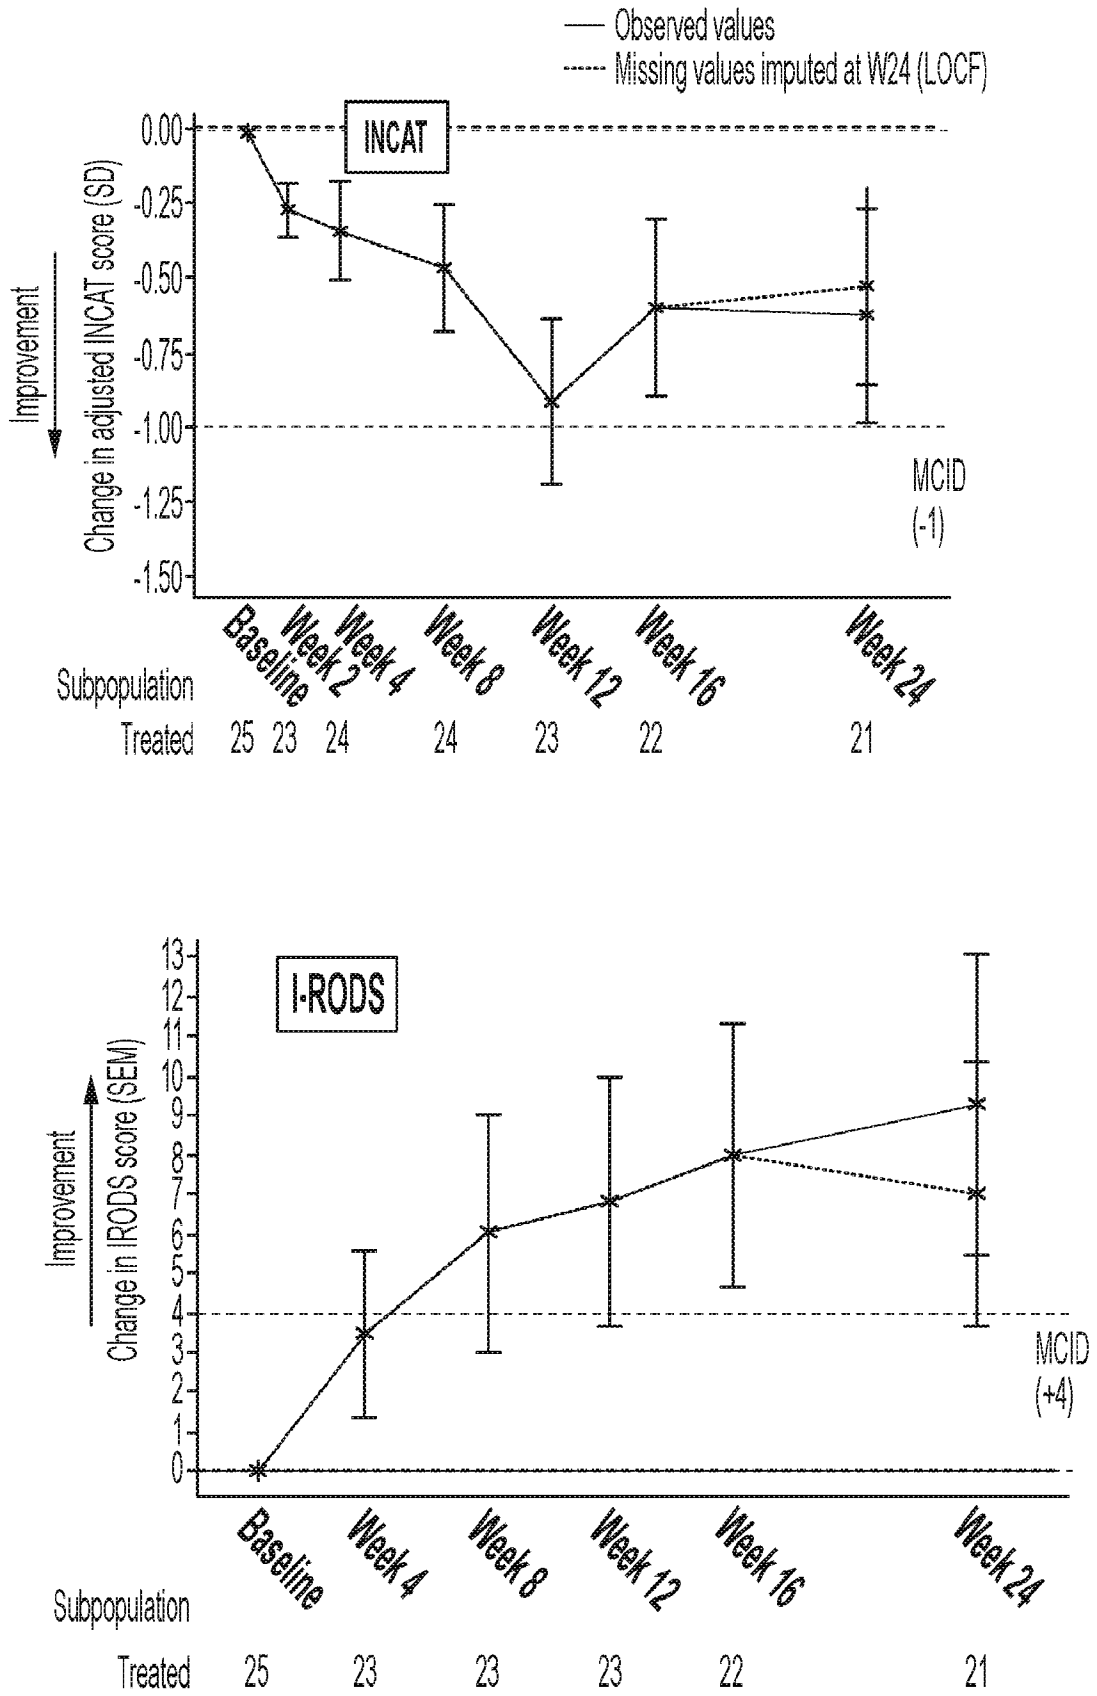 Observed values
Missing values imputed at W24 (LOCF)
INCAT
Improvement
Change in adjusted INCAT score (SD)
0.00
-0.25
-0.50
-0.75
-1.00
-1.25
-1.50
MCID
(-1)
Baseline
Week 2
Week 4
Week 8
Week 12
Week 16
Week 24
Subpopulation
Treated 25 23 24 24 23 22 21
I-RODS
Improvement
Change in IRODS score (SEM)
13
12
11
10
9
8
7
6
5
4
3
2
1
0
MCID
(+4)
Baseline
Week 4
Week 8
Week 12
Week 16
Week 24
Subpopulation
Treated 25 23 23 23 22 21